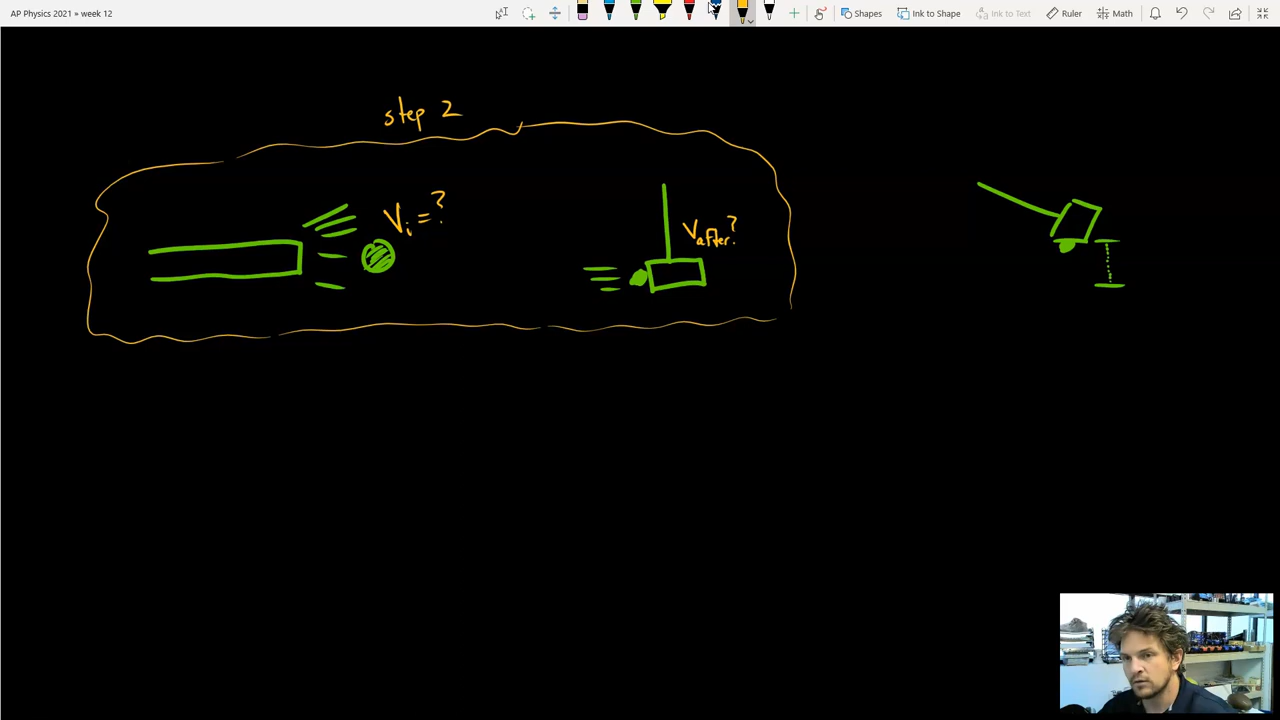 AP Physics 2021 » week 12
Shapes
Ink to Shape
Ink to Text
Ruler
Math
step 2
Vi = ?
Vafter?